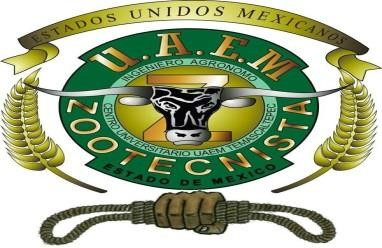 ESTADOS UNIDOS MEXICANOS
U.A.E.M
INGENIERO AGRONOMO
Z
CENTRO UNIVERSITARIO UAEM TEMASCALTEPEC
ZOOTECNISTA
ESTADO DE MEXICO